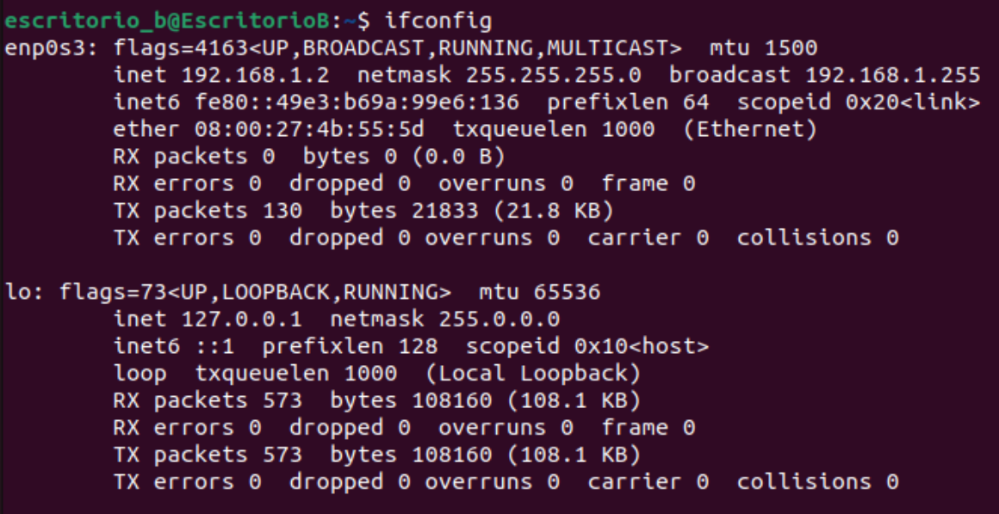 escritorio_b@EscritorioB:~$ ifconfig
enp0s3: flags=4163<UP,BROADCAST,RUNNING,MULTICAST>  mtu 1500
        inet 192.168.1.2  netmask 255.255.255.0  broadcast 192.168.1.255
        inet6 fe80::49e3:b69a:99e6:136  prefixlen 64  scopeid 0x20<link>
        ether 08:00:27:4b:55:5d  txqueuelen 1000  (Ethernet)
        RX packets 0  bytes 0 (0.0 B)
        RX errors 0  dropped 0  overruns 0  frame 0
        TX packets 130  bytes 21833 (21.8 KB)
        TX errors 0  dropped 0 overruns 0  carrier 0  collisions 0

lo: flags=73<UP,LOOPBACK,RUNNING>  mtu 65536
        inet 127.0.0.1  netmask 255.0.0.0
        inet6 ::1  prefixlen 128  scopeid 0x10<host>
        loop  txqueuelen 1000  (Local Loopback)
        RX packets 573  bytes 108160 (108.1 KB)
        RX errors 0  dropped 0  overruns 0  frame 0
        TX packets 573  bytes 108160 (108.1 KB)
        TX errors 0  dropped 0 overruns 0  carrier 0  collisions 0